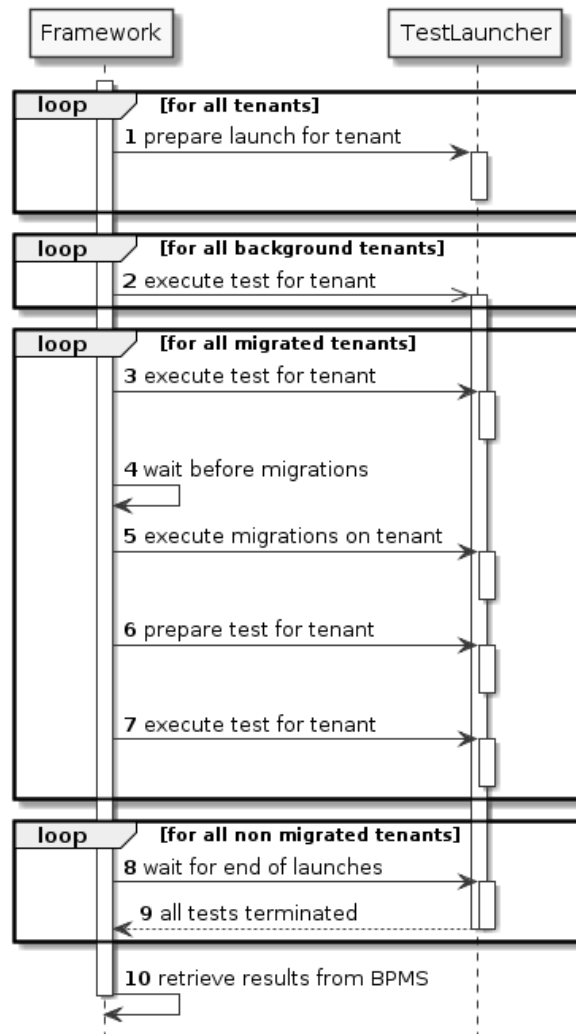 Framework TestLauncher
loop [for all tenants]
1 prepare launch for tenant
loop [for all background tenants]
2 execute test for tenant
loop [for all migrated tenants]
3 execute test for tenant
4 wait before migrations
5 execute migrations on tenant
6 prepare test for tenant
7 execute test for tenant
loop [for all non migrated tenants]
8 wait for end of launches
9 all tests terminated
10 retrieve results from BPMS